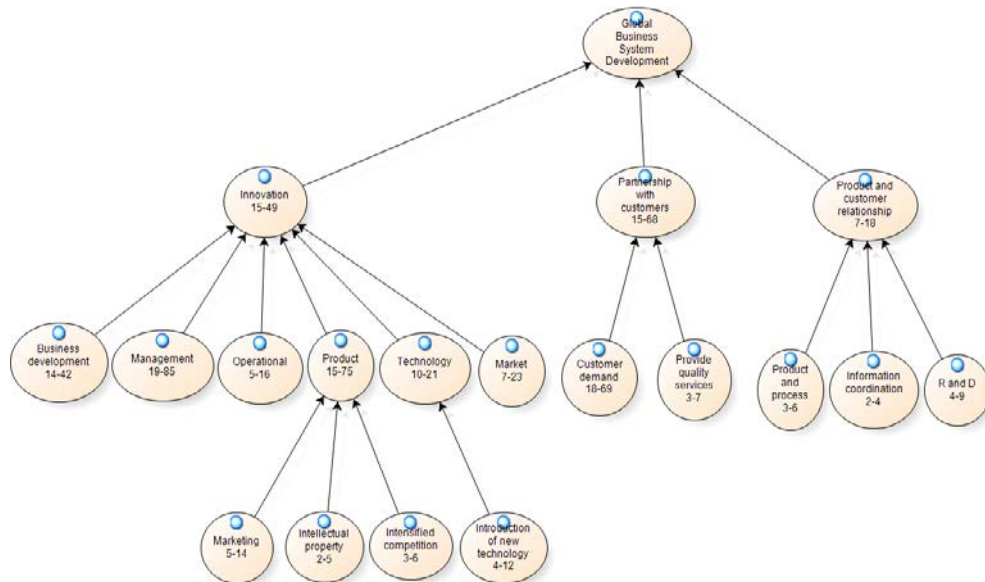 Global
Business
System
Development
Innovation
15-49
Partnership
with
customers
15-68
Product and
customer
relationship
7-18
Business
development
14-42
Management
19-85
Operational
5-16
Product
15-75
Technology
10-21
Market
7-23
Customer
demand
18-69
Provide
quality
services
3-7
Product
and
process
3-6
Information
coordination
2-4
R and D
4-9
Marketing
5-14
Intellectual
property
2-5
Intensified
competition
3-6
Introduction
of new
technology
4-12